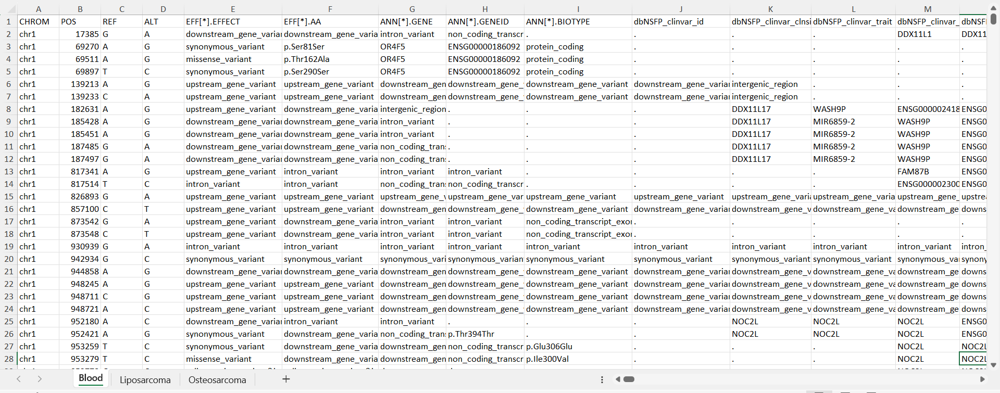 A B C D E F G H I J K L M
1 CHROM POS REF ALT EFF[*].EFFECT EFF[*].AA ANN[*].GENE ANN[*].GENEID ANN[*].BIOTYPE dbNSFP_clinvar_id dbNSFP_clinvar_clnsi dbNSFP_clinvar_trait dbNSFP_clinvar_ dbNSF
2 chr1 17385 G A downstream_gene_varia downstream_gene_varia intron_variant non_coding_transcr . . . . DDX11L1 DDX11
3 chr1 69270 A G synonymous_variant p.Ser81Ser OR4F5 ENSG00000186092 protein_coding . . . . .
4 chr1 69511 A G missense_variant p.Thr162Ala OR4F5 ENSG00000186092 protein_coding . . . . .
5 chr1 69897 T C synonymous_variant p.Ser290Ser OR4F5 ENSG00000186092 protein_coding . . . . .
6 chr1 139213 A G upstream_gene_variant upstream_gene_variant downstream_gen downstream_gene_ downstream_gene_variant downstream_gene_varia intergenic_region . . .
7 chr1 139233 C A upstream_gene_variant upstream_gene_variant downstream_gen downstream_gene_ downstream_gene_variant downstream_gene_varia intergenic_region . . .
8 chr1 182631 A G upstream_gene_variant downstream_gene_varia intergenic_region . . . DDX11L17 WASH9P ENSG000002418 ENSG0
9 chr1 185428 A G downstream_gene_varia downstream_gene_varia intron_variant . . . DDX11L17 MIR6859-2 WASH9P ENSG0
10 chr1 185451 A G downstream_gene_varia downstream_gene_varia intron_variant . . . DDX11L17 MIR6859-2 WASH9P ENSG0
11 chr1 187485 G A downstream_gene_varia downstream_gene_varia non_coding_trans . . . DDX11L17 MIR6859-2 WASH9P ENSG0
12 chr1 187497 G A downstream_gene_varia downstream_gene_varia non_coding_trans . . . DDX11L17 MIR6859-2 WASH9P ENSG0
13 chr1 817341 A G upstream_gene_variant intron_variant intron_variant intron_variant . . . . FAM87B ENSG0
14 chr1 817514 T C intron_variant intron_variant non_coding_trans non_coding_transcr . . . . ENSG000002300 ENSG0
15 chr1 826893 G A upstream_gene_variant upstream_gene_variant upstream_gene_v upstream_gene_var upstream_gene_variant upstream_gene_variant upstream_gene_varia upstream_gene_varia upstream_gene_ upstre
16 chr1 857100 C T upstream_gene_variant upstream_gene_variant downstream_gen downstream_gene_ downstream_gene_variant downstream_gene_varia downstream_gene_v downstream_gene_va downstream_ge downs
17 chr1 873542 G A upstream_gene_variant downstream_gene_varia intron_variant intron_variant non_coding_transcript_exor . . . . .
18 chr1 873548 C T upstream_gene_variant downstream_gene_varia intron_variant intron_variant non_coding_transcript_exor . . . . .
19 chr1 930939 G A intron_variant intron_variant intron_variant intron_variant intron_variant intron_variant intron_variant intron_variant intron_variant intron_
20 chr1 942934 G C synonymous_variant synonymous_variant synonymous_vari synonymous_variant synonymous_variant synonymous_variant synonymous_variant synonymous_variant synonymous_va synony
21 chr1 944858 A G downstream_gene_varia downstream_gene_varia downstream_gen downstream_gene_ downstream_gene_variant downstream_gene_varia downstream_gene_v downstream_gene_va downstream_ge downs
22 chr1 948245 A G upstream_gene_variant upstream_gene_variant downstream_gen downstream_gene_ downstream_gene_variant downstream_gene_varia downstream_gene_v downstream_gene_va downstream_ge downs
23 chr1 948711 C G upstream_gene_variant upstream_gene_variant downstream_gen downstream_gene_ downstream_gene_variant downstream_gene_varia downstream_gene_v downstream_gene_va downstream_ge downs
24 chr1 948721 A C upstream_gene_variant upstream_gene_variant downstream_gen downstream_gene_ downstream_gene_variant downstream_gene_varia downstream_gene_v downstream_gene_va downstream_ge downs
25 chr1 952180 A C downstream_gene_varia intron_variant intron_variant . . . NOC2L NOC2L NOC2L ENSG0
26 chr1 952421 A G synonymous_variant downstream_gene_varia non_coding_trans p.Thr394Thr . . NOC2L NOC2L NOC2L ENSG0
27 chr1 953259 T C synonymous_variant downstream_gene_varia downstream_gen non_coding_transcr p.Glu306Glu . . . NOC2L NOC2L
28 chr1 953279 T C missense_variant downstream_gene_varia downstream_gen non_coding_transcr p.Ile300Val . . . NOC2L NOC2L
Blood Liposarcoma Osteosarcoma